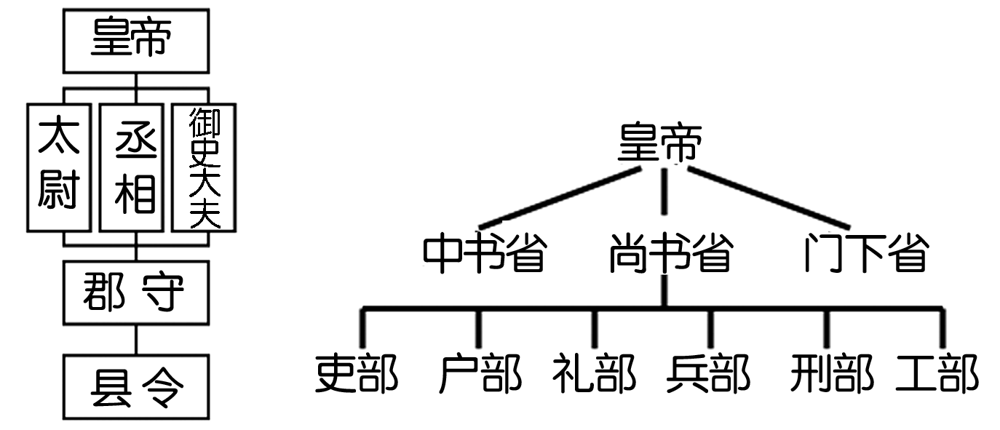 皇帝
太尉
丞相
御史大夫
郡守
县令
皇帝
中书省
尚书省
门下省
吏部
户部
礼部
兵部
刑部
工部